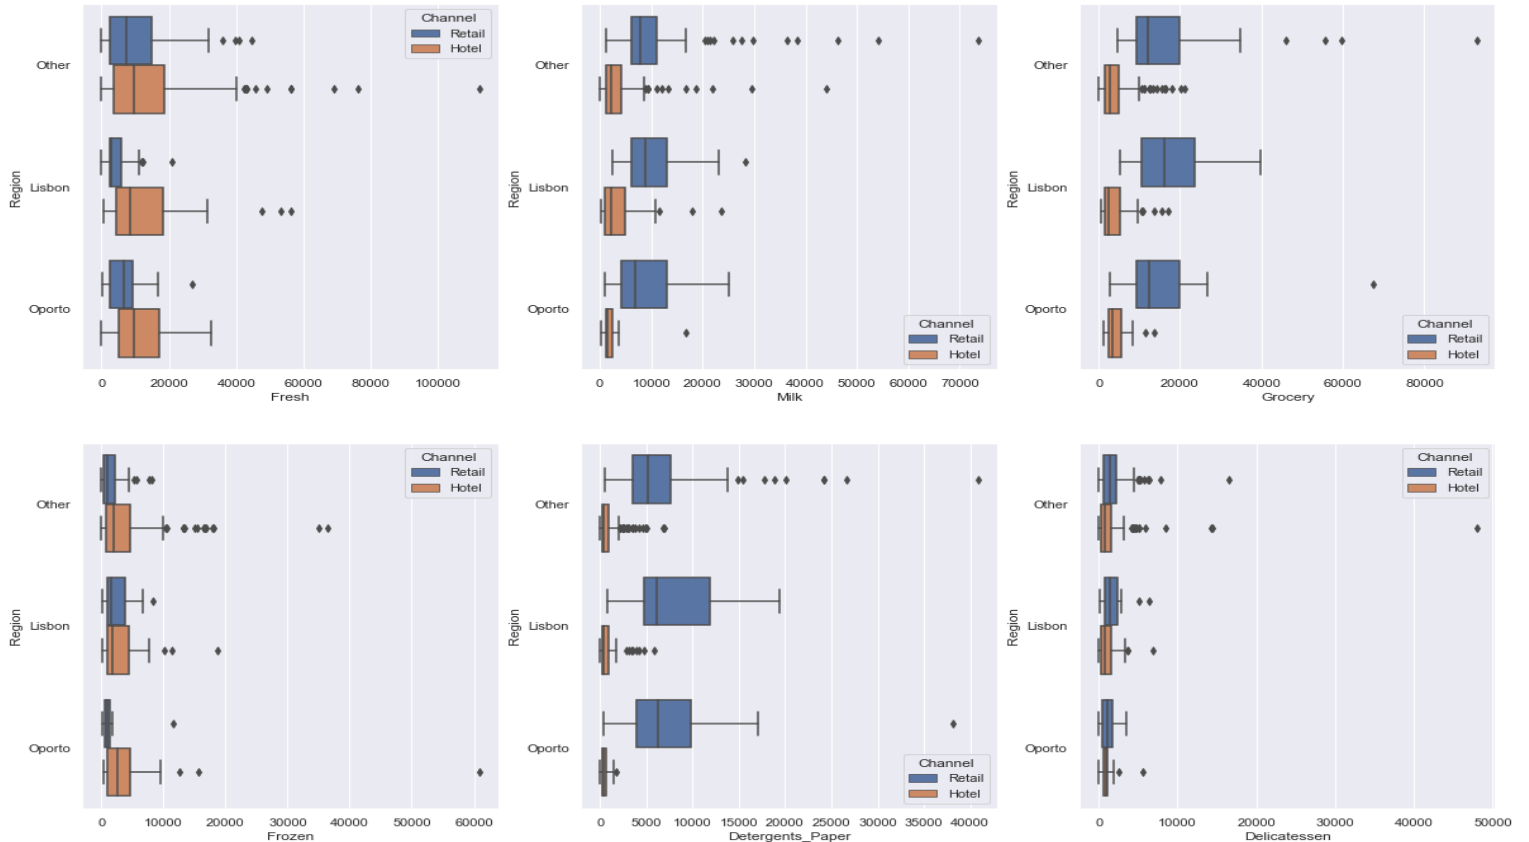 Channel
Retail
Hotel
Other
Lisbon
Oporto
Region
0 20000 40000 60000 80000 100000
Fresh
Other
Lisbon
Oporto
Region
Channel
Retail
Hotel
0 10000 20000 30000 40000 50000 60000 70000
Milk
Other
Lisbon
Oporto
Region
Channel
Retail
Hotel
0 20000 40000 60000 80000
Grocery
Channel
Retail
Hotel
Other
Lisbon
Oporto
Region
0 10000 20000 30000 40000 50000 60000
Frozen
Other
Lisbon
Oporto
Region
Channel
Retail
Hotel
0 5000 10000 15000 20000 25000 30000 35000 40000
Detergents_Paper
Channel
Retail
Hotel
Other
Lisbon
Oporto
Region
0 10000 20000 30000 40000 50000
Delicatessen